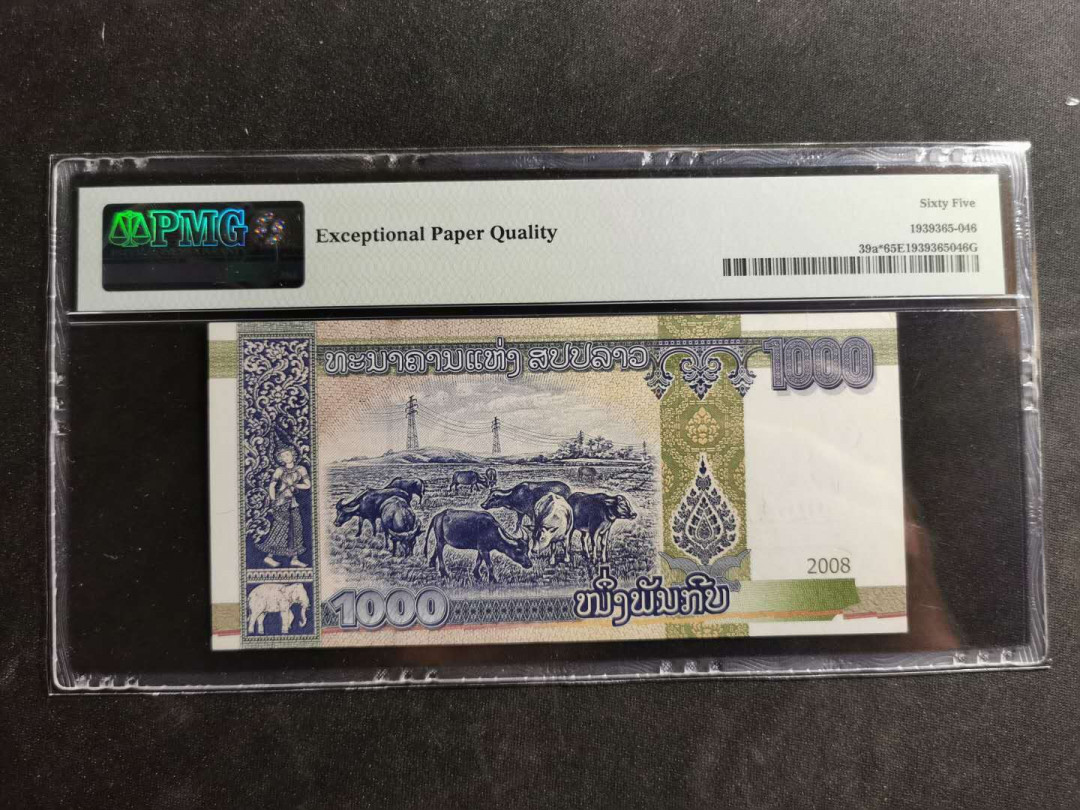 PMG
Exceptional Paper Quality
Sixty Five
1939365-046
39a*65E1939365046G
ທະນາຄານແຫ່ງ ສປປລາວ
1000
2008
1000
ໜຶ່ງພັນກີບ